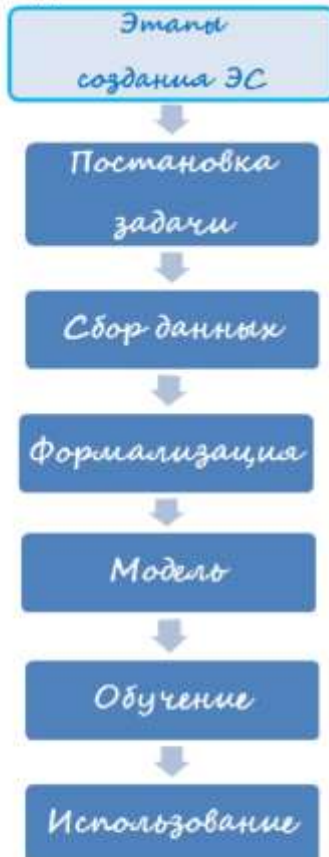 Этапы
создания ЭС
Постановка
задачи
Сбор данных
Формализация
Модель
Обучение
Использование